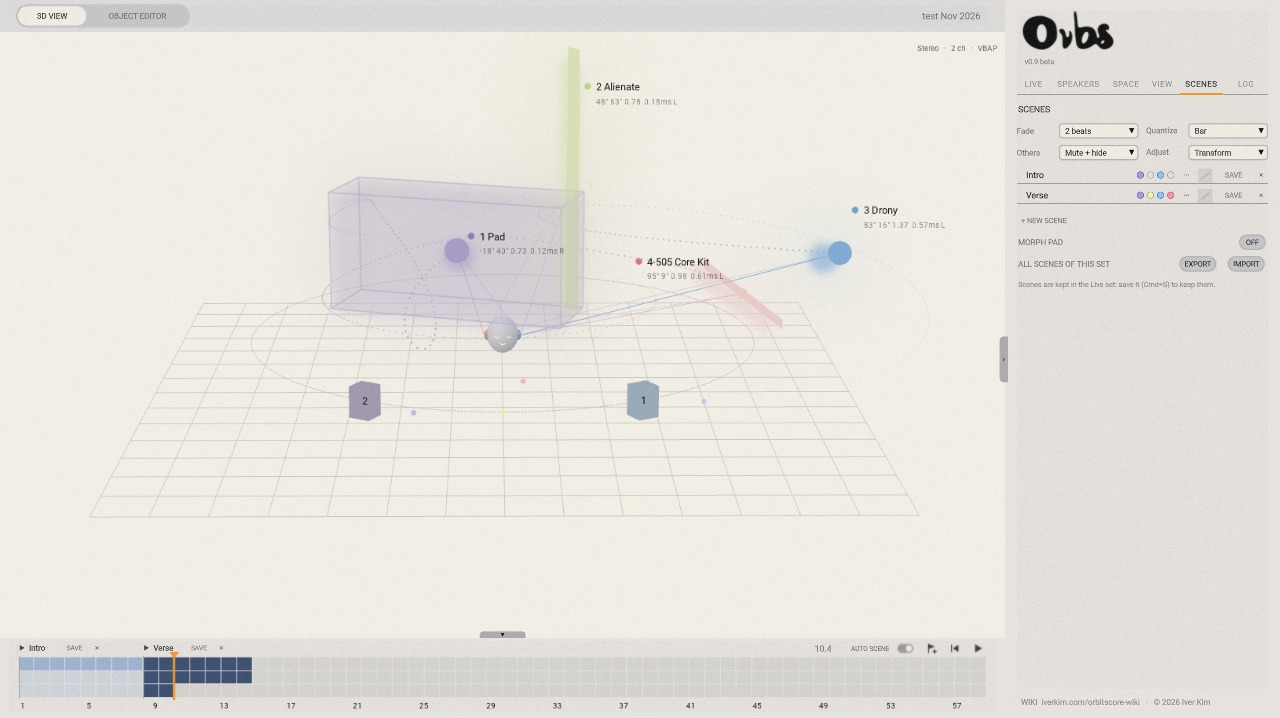 3D VIEW
OBJECT EDITOR
test Nov 2026
Stereo · 2 ch · VBAP
2 Alienate
48° 63° 0.78 0.18ms L
1 Pad
-18° 40° 0.73 0.12ms R
3 Drony
83° 16° 1.37 0.57ms L
4-505 Core Kit
95° 9° 0.98 0.61ms L
2
1
Orbs
v0.9 beta
LIVE SPEAKERS SPACE VIEW SCENES LOG
SCENES
Fade 2 beats ▼ Quantize Bar ▼
Others Mute + hide ▼ Adjust Transform ▼
Intro ··· SAVE ×
Verse ··· SAVE ×
+ NEW SCENE
MORPH PAD OFF
ALL SCENES OF THIS SET EXPORT IMPORT
Scenes are kept in the Live set: save it (Cmd+S) to keep them.
Intro SAVE × Verse SAVE ×
10.4 AUTO SCENE
1 5 9 13 17 21 25 29 33 37 41 45 49 53 57
WIKI iverkim.com/orbitscore-wiki · © 2026 Iver Kim